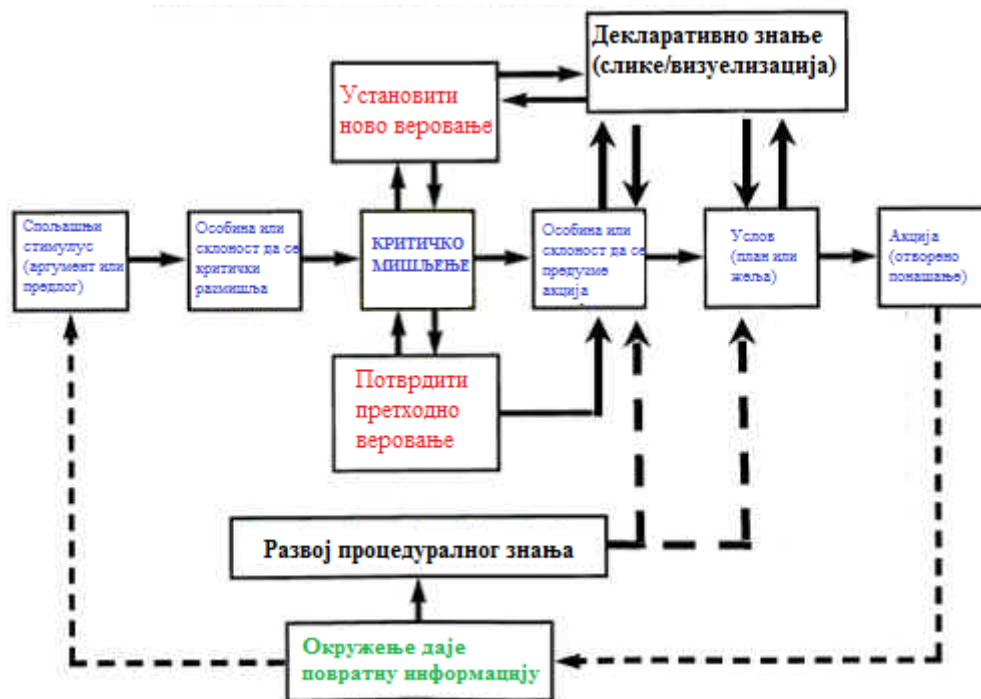 Декларативно знање
(слике/визуелизација)
Установити
ново веровање
Спољашњи
стимулус
(аргумент или
предлог)
Особина или
склоност да се
критички
рагмишља
КРИТИЧКО
МИШЉЕЊЕ
Особина или
склоност да се
предузме
акција
Услов
(план или
жеља)
Акција
(отворено
понашање)
Потврдити
претходно
веровање
Развој процедуралног знања
Окружење даје
повратну информацију